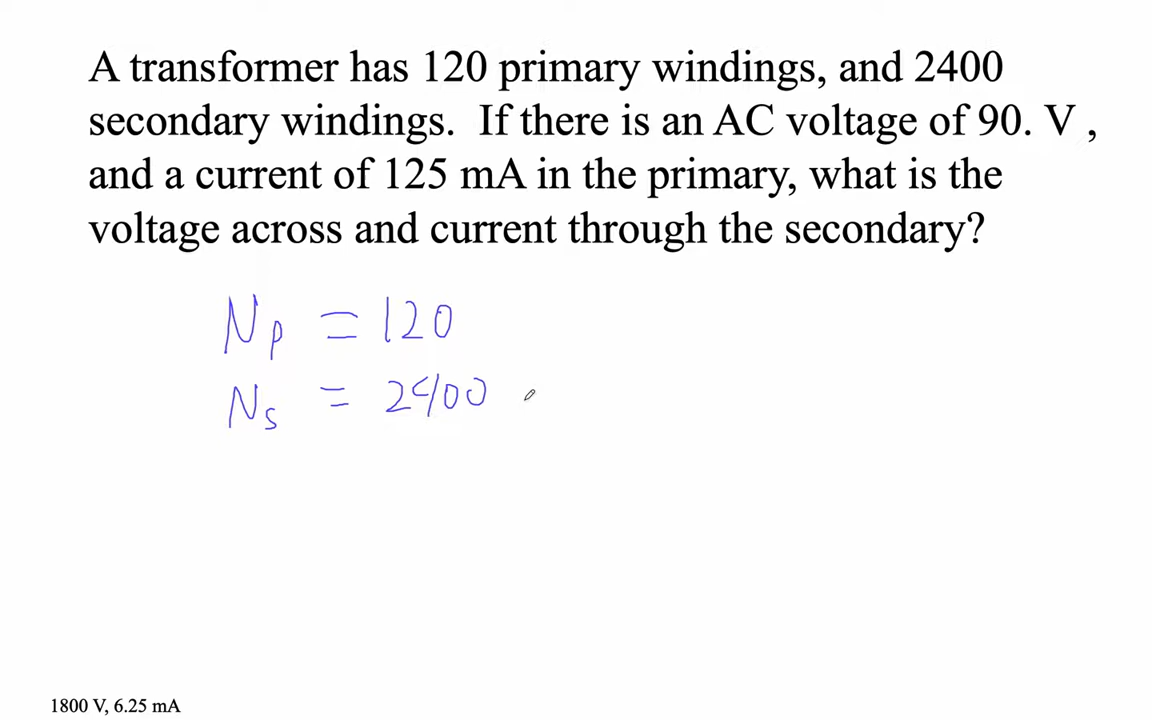 A transformer has 120 primary windings, and 2400
secondary windings.  If there is an AC voltage of 90. V ,
and a current of 125 mA in the primary, what is the
voltage across and current through the secondary?
Np = 120
Ns = 2400
1800 V, 6.25 mA